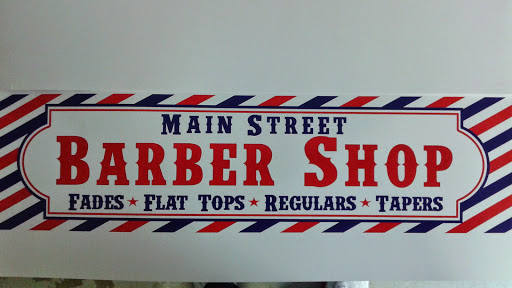 Main Street
Barber Shop
Fades ★ Flat Tops ★ Regulars ★ Tapers